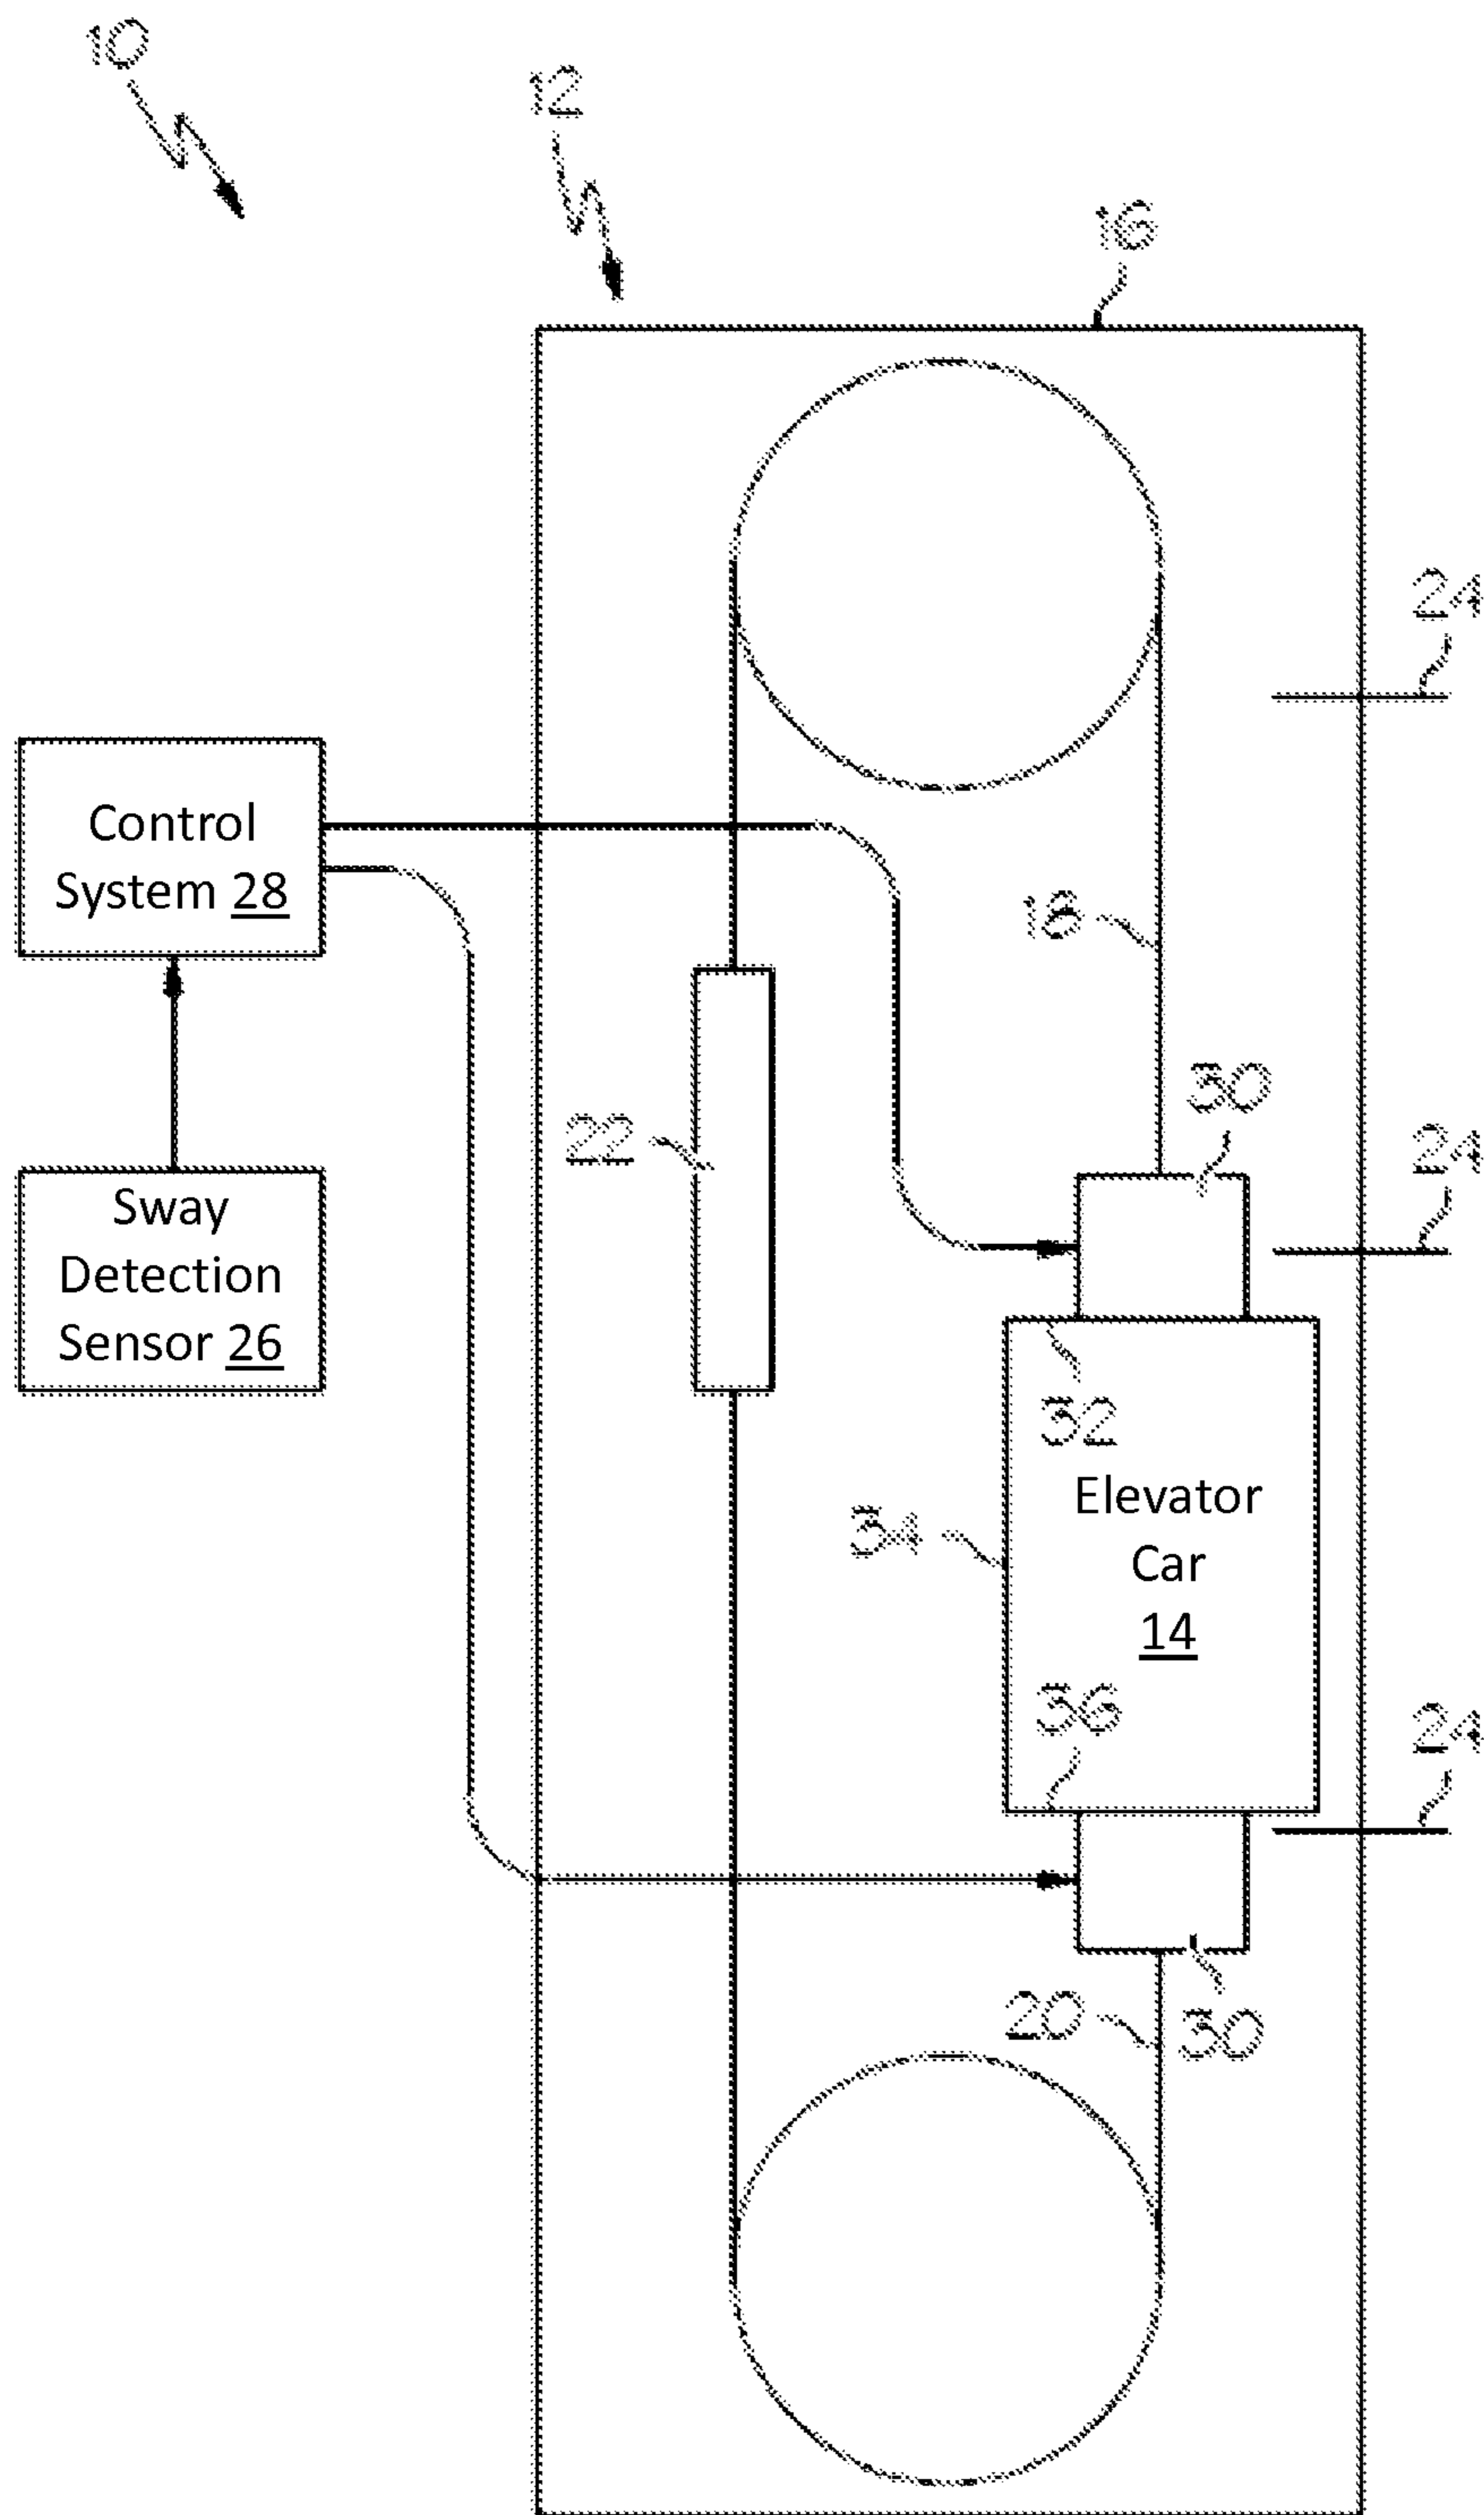 10
12
16
24
Control
System 28
18
30
22
24
Sway
Detection
Sensor 26
32
Elevator
Car
14
34
36
24
20
30